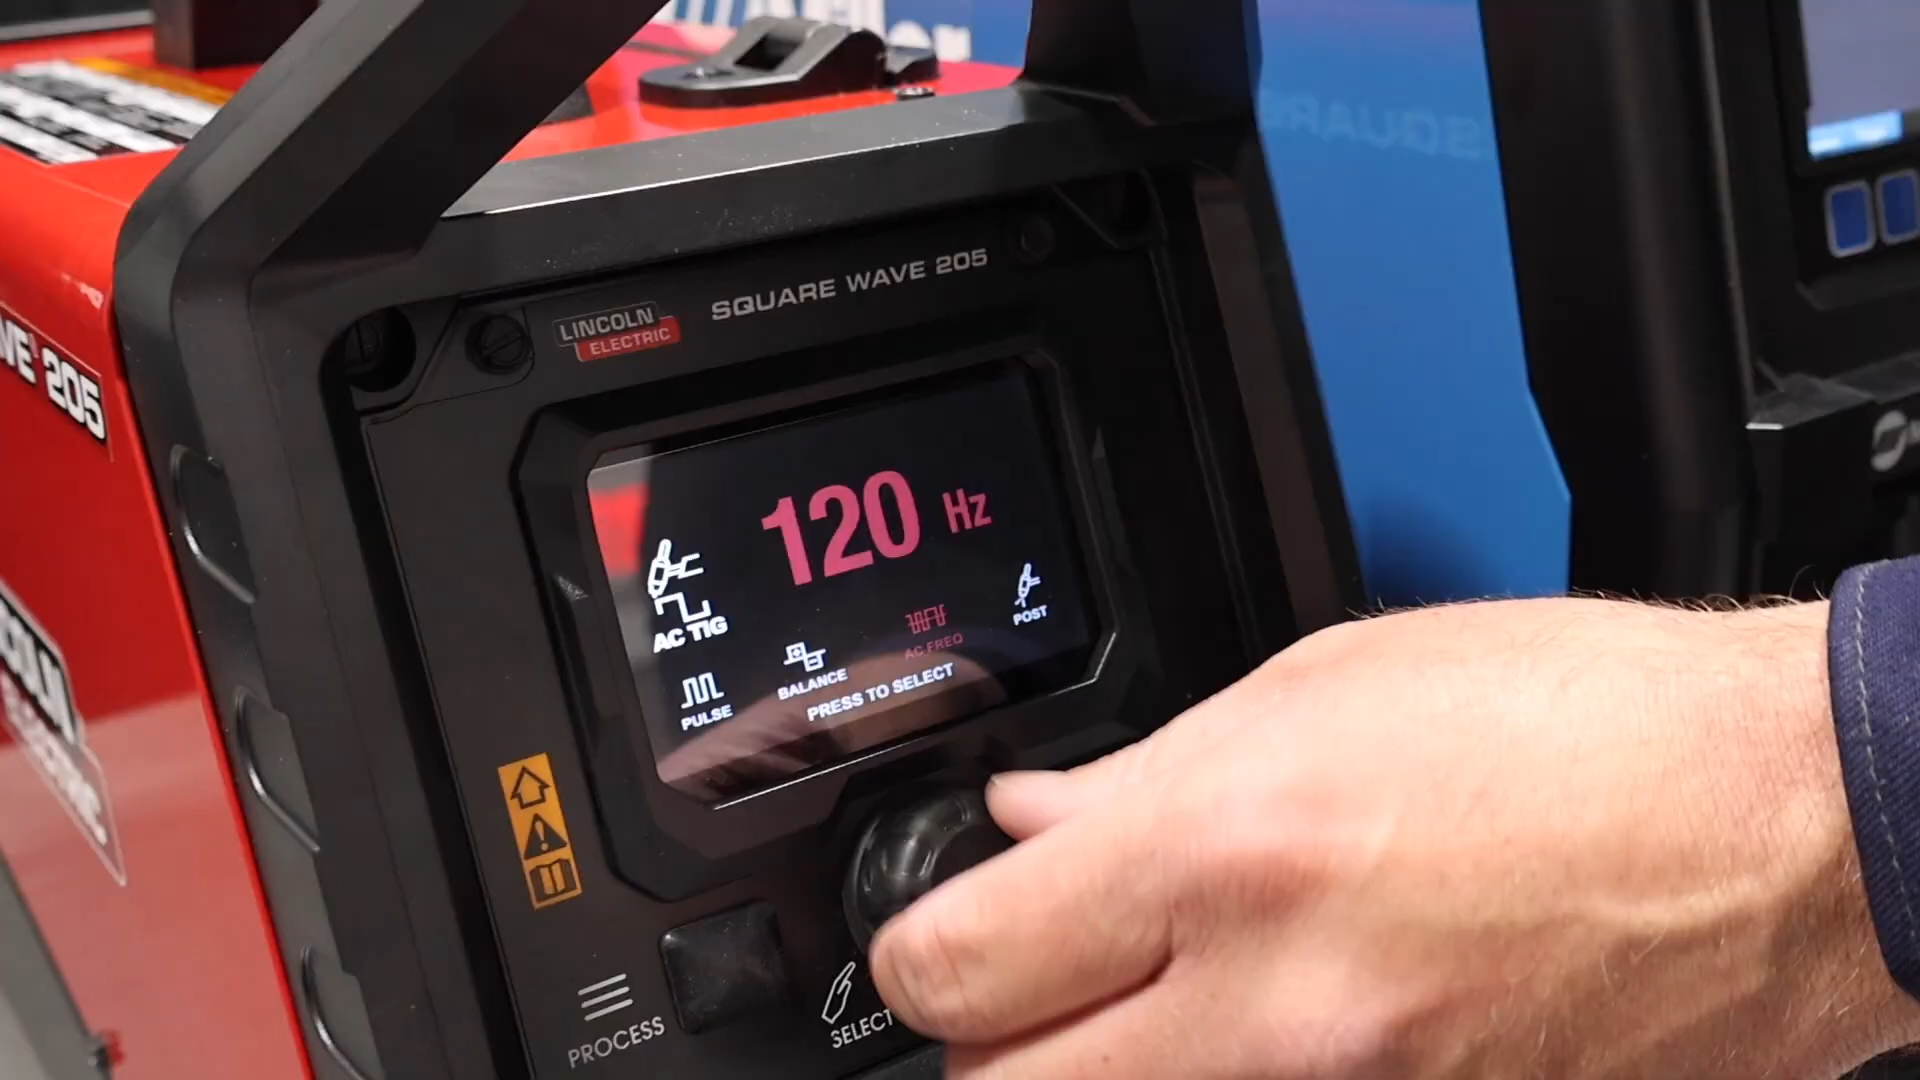 SQUARE WAVE 205
LINCOLN
ELECTRIC
VE 205
120 Hz
AC TIG
PULSE
BALANCE
AC FREQ
POST
PRESS TO SELECT
PROCESS
SELECT